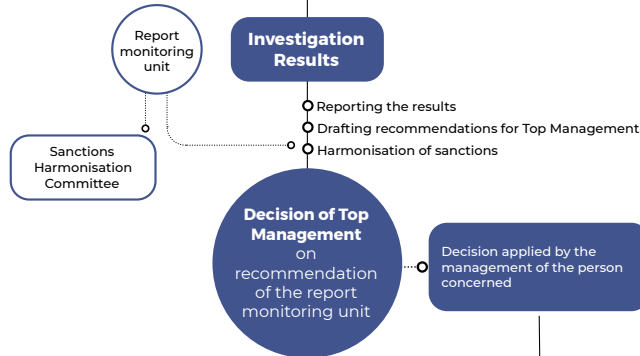 Report
monitoring
unit
Investigation
Results
Reporting the results
Drafting recommendations for Top Management
Harmonisation of sanctions
Sanctions
Harmonisation
Committee
Decision of Top
Management
on
recommendation
of the report
monitoring unit
Decision applied by the
management of the person
concerned